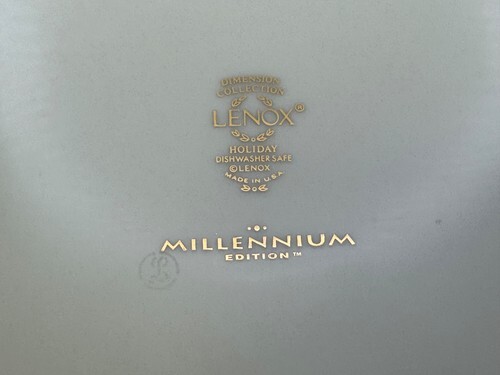 DIMENSION
COLLECTION
LENOX®
HOLIDAY
DISHWASHER SAFE
©LENOX
MADE IN U.S.A.
MILLENNIUM
EDITION™